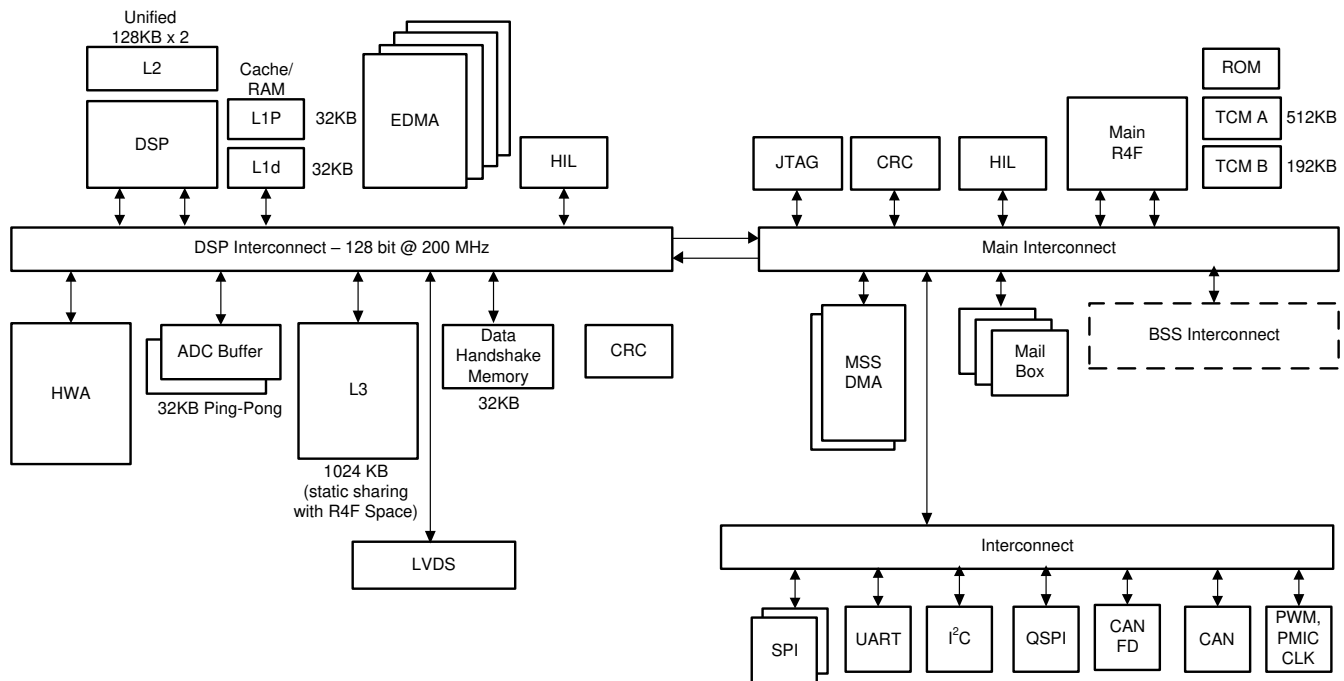 Unified
128KB x 2
L2
DSP
Cache/
RAM
L1P
32KB
L1d
32KB
EDMA
HIL
JTAG
CRC
HIL
Main
R4F
ROM
TCM A
512KB
TCM B
192KB
DSP Interconnect – 128 bit @ 200 MHz
Main Interconnect
HWA
ADC Buffer
32KB Ping-Pong
L3
1024 KB
(static sharing
with R4F Space)
Data
Handshake
Memory
32KB
CRC
LVDS
MSS
DMA
Mail
Box
BSS Interconnect
Interconnect
SPI
UART
I²C
QSPI
CAN
FD
CAN
PWM,
PMIC
CLK